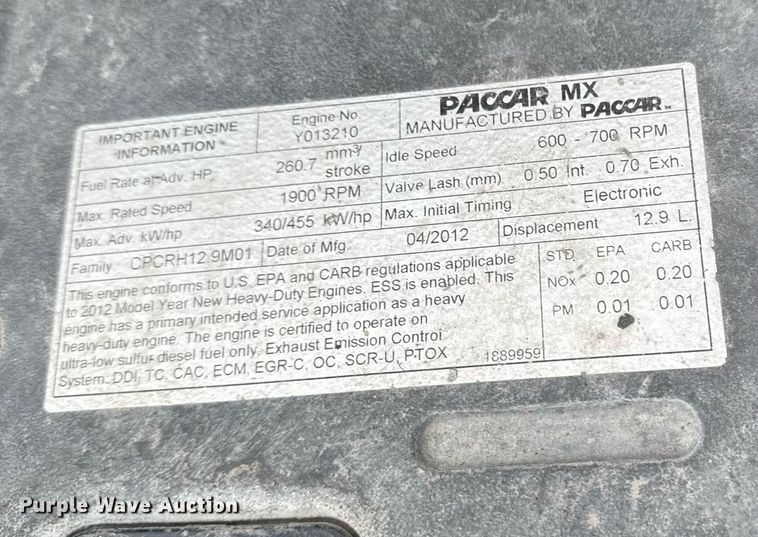 IMPORTANT ENGINE INFORMATION
Engine No. Y013210
PACCAR MX
MANUFACTURED BY PACCAR
Fuel Rate at Adv. HP 260.7 mm³/stroke
Idle Speed 600 - 700 RPM
Max. Rated Speed 1900 RPM
Valve Lash (mm) 0.50 Int. 0.70 Exh.
Max. Adv. kW/hp 340/455 kW/hp
Max. Initial Timing Electronic
Family CPCRH12.9M01
Date of Mfg. 04/2012
Displacement 12.9 L.
This engine conforms to U.S. EPA and CARB regulations applicable
to 2012 Model Year New Heavy-Duty Engines. ESS is enabled. This
engine has a primary intended service application as a heavy
heavy-duty engine. The engine is certified to operate on
ultra-low sulfur diesel fuel only. Exhaust Emission Control
System: DDI, TC, CAC, ECM, EGR-C, OC, SCR-U, PTOX 1889959
STD EPA CARB
NOx 0.20 0.20
PM 0.01 0.01
Purple Wave Auction